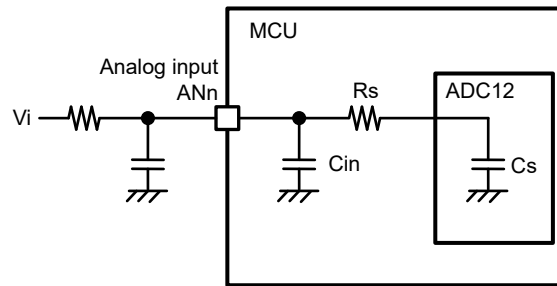 MCU
Analog input
ANn
Rs
ADC12
Vi
Cin
Cs